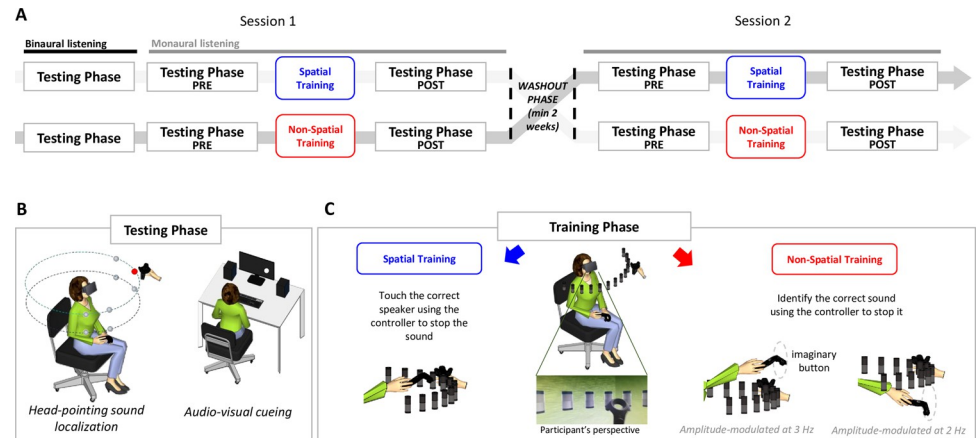 A
Session 1
Session 2
Binaural listening
Monaural listening
Testing Phase
Testing Phase
PRE
Spatial
Training
Testing Phase
POST
WASHOUT
PHASE
(min 2
weeks)
Testing Phase
PRE
Spatial
Training
Testing Phase
POST
Testing Phase
Testing Phase
PRE
Non-Spatial
Training
Testing Phase
POST
Testing Phase
PRE
Non-Spatial
Training
Testing Phase
POST
B
Testing Phase
Head-pointing sound
localization
Audio-visual cueing
C
Training Phase
Spatial Training
Touch the correct
speaker using the
controller to stop the
sound
Participant's perspective
Non-Spatial Training
Identify the correct sound
using the controller to stop it
imaginary
button
Amplitude-modulated at 3 Hz
Amplitude-modulated at 2 Hz